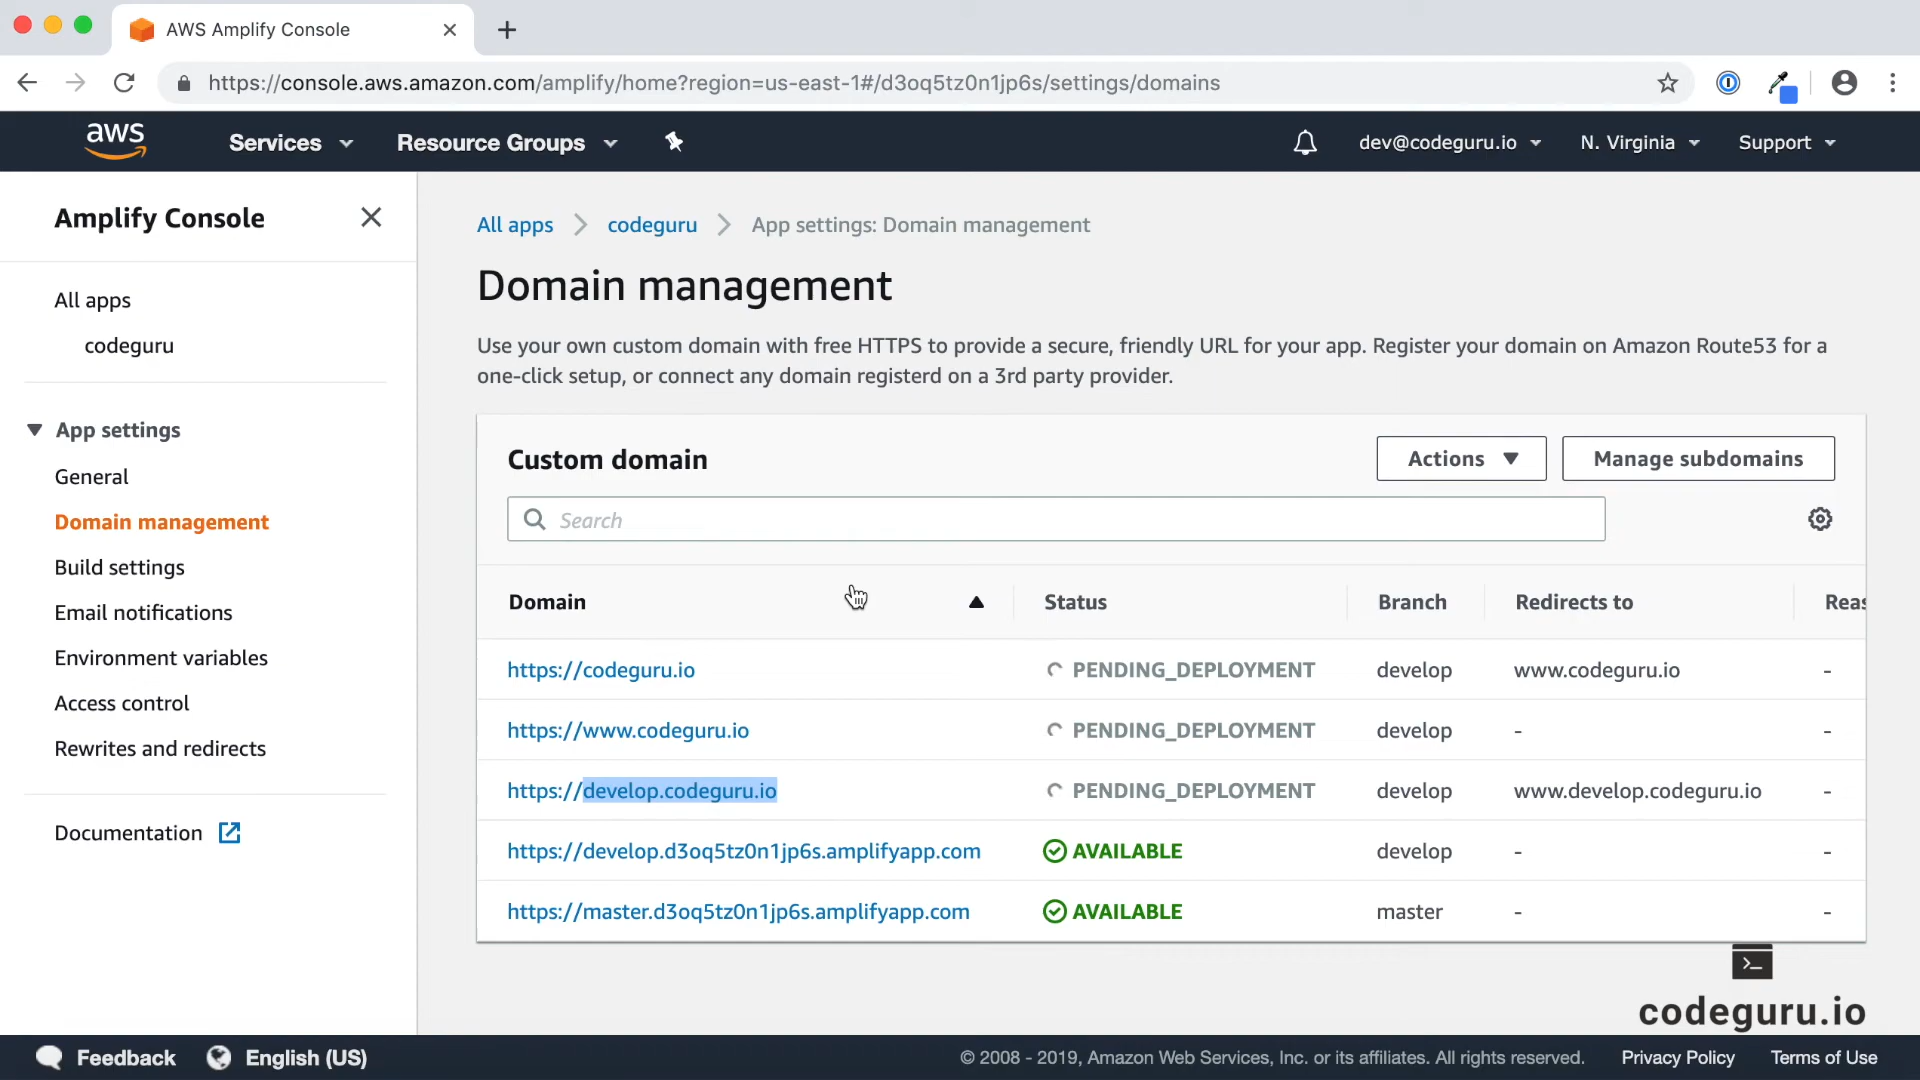 AWS Amplify Console
https://console.aws.amazon.com/amplify/home?region=us-east-1#/d3oq5tz0n1jp6s/settings/domains
aws Services Resource Groups dev@codeguru.io N. Virginia Support
Amplify Console
All apps
codeguru
App settings
General
Domain management
Build settings
Email notifications
Environment variables
Access control
Rewrites and redirects
Documentation
All apps codeguru App settings: Domain management
Domain management
Use your own custom domain with free HTTPS to provide a secure, friendly URL for your app. Register your domain on Amazon Route53 for a
one-click setup, or connect any domain registerd on a 3rd party provider.
Custom domain Actions Manage subdomains
Search
Domain Status Branch Redirects to Reas
https://codeguru.io PENDING_DEPLOYMENT develop www.codeguru.io -
https://www.codeguru.io PENDING_DEPLOYMENT develop - -
https://develop.codeguru.io PENDING_DEPLOYMENT develop www.develop.codeguru.io -
https://develop.d3oq5tz0n1jp6s.amplifyapp.com AVAILABLE develop - -
https://master.d3oq5tz0n1jp6s.amplifyapp.com AVAILABLE master - -
codeguru.io
Feedback English (US) © 2008 - 2019, Amazon Web Services, Inc. or its affiliates. All rights reserved. Privacy Policy Terms of Use